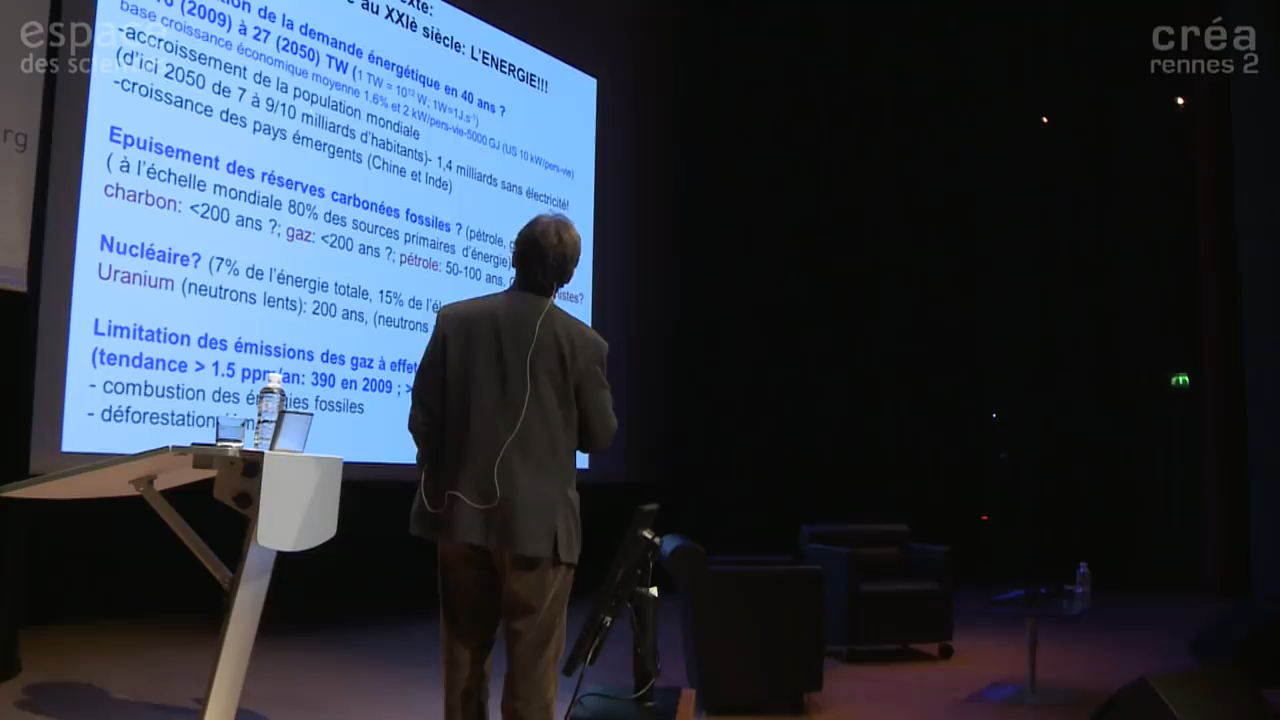 espace
des sciences
créa
rennes 2
rg
au XXIè siècle: L'ENERGIE!!!
de la demande énergétique en 40 ans ?
(2009) à 27 (2050) TW (1 TW = 10¹² W; 1W=1J.s⁻¹)
base croissance économique moyenne 1.6% et 2 kW/pers-vie-5000 GJ (US 10 kW/pers-vie)
-accroissement de la population mondiale
(d'ici 2050 de 7 à 9/10 milliards d'habitants)- 1,4 milliards sans électricité!
-croissance des pays émergents (Chine et Inde)
Epuisement des réserves carbonées fossiles ? (pétrole,
( à l'échelle mondiale 80% des sources primaires d'énergie)
charbon: <200 ans ?; gaz: <200 ans ?; pétrole: 50-100 ans,
Nucléaire? (7% de l'énergie totale, 15% de
Uranium (neutrons lents): 200 ans, (neutrons
Limitation des émissions des gaz à effet
(tendance > 1.5 ppm/an: 390 en 2009 ; >
- combustion des énergies fossiles
- déforestation